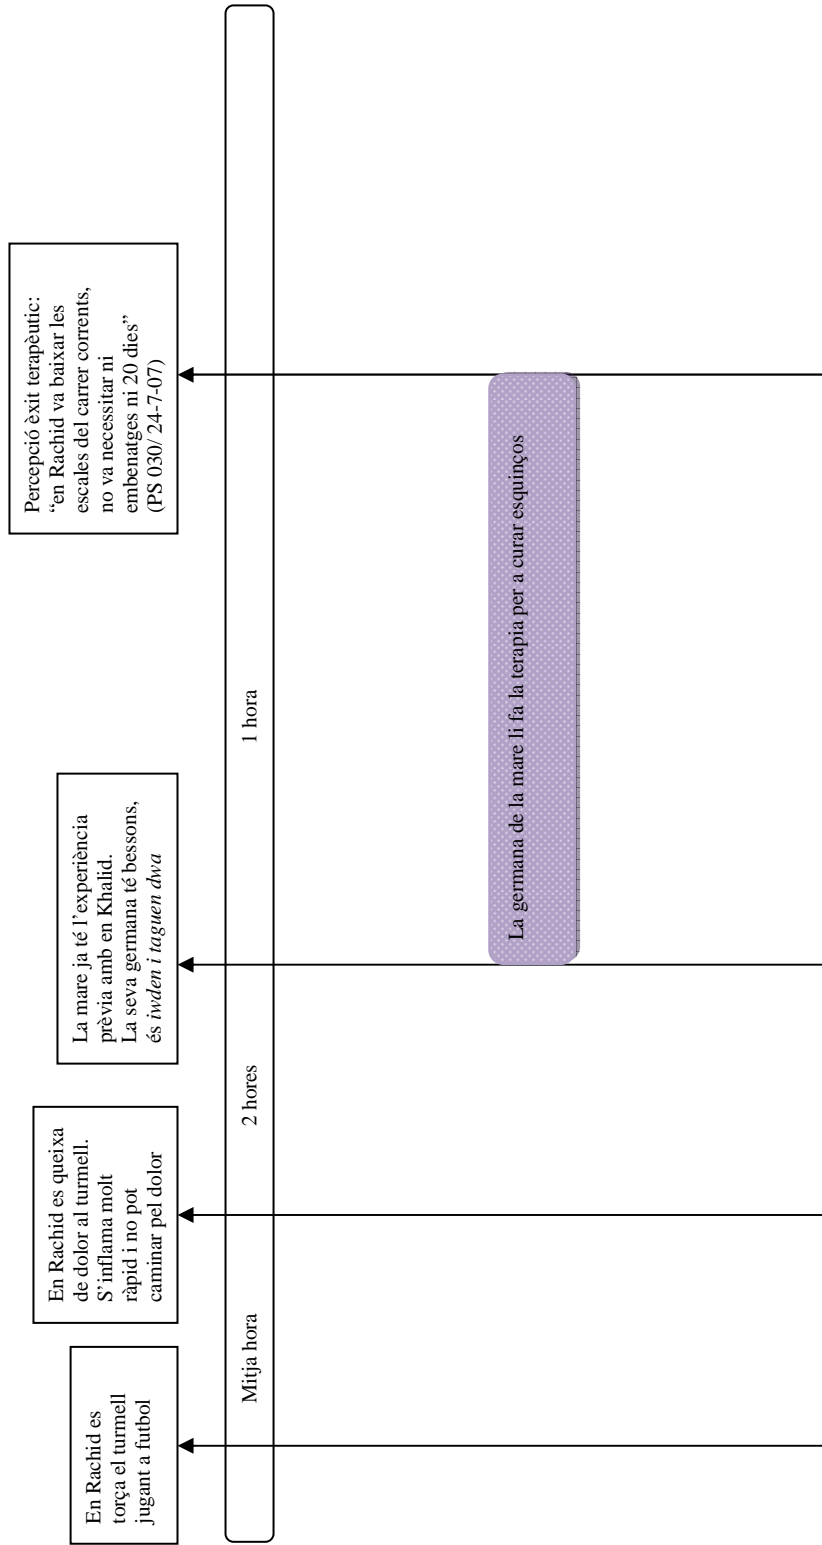 En Rachid es
torça el turmell
jugant a futbol
En Rachid es queixa
de dolor al turmell.
S’inflama molt
ràpid i no pot
caminar pel dolor
La mare ja té l’experiència
prèvia amb en Khalid.
La seva germana té bessons,
és iwden i taguen dwa
Percepció èxit terapèutic:
“en Rachid va baixar les
escales del carrer corrents,
no va necessitar ni
embenatges ni 20 dies”
(PS 030/ 24-7-07)
Mitja hora
2 hores
1 hora
La germana de la mare li fa la terapia per a curar esquinços